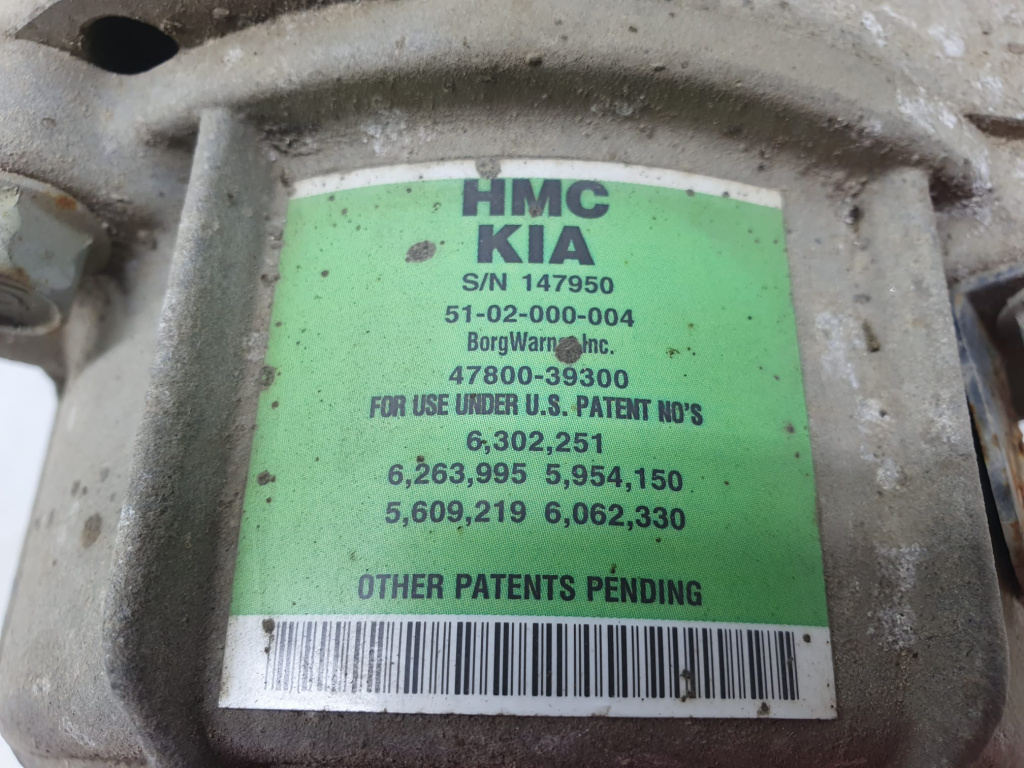 HMC
KIA
S/N 147950
51-02-000-004
BorgWarner Inc.
47800-39300
FOR USE UNDER U.S. PATENT NO'S
6,302,251
6,263,995 5,954,150
5,609,219 6,062,330
OTHER PATENTS PENDING